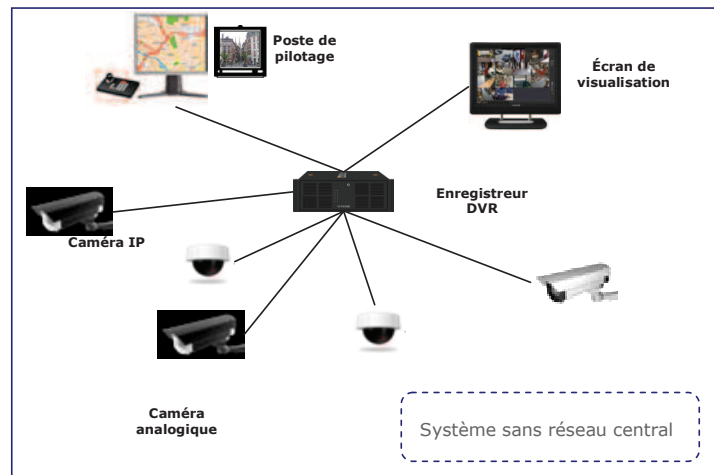 Poste de
pilotage
Écran de
visualisation
Enregistreur
DVR
Caméra IP
Caméra
analogique
Système sans réseau central